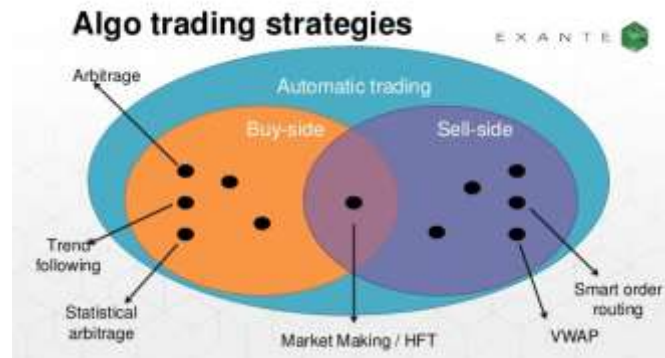 Algo trading strategies
EXANTE
Arbitrage
Automatic trading
Buy-side
Sell-side
Trend
following
Statistical
arbitrage
Market Making / HFT
Smart order
routing
VWAP